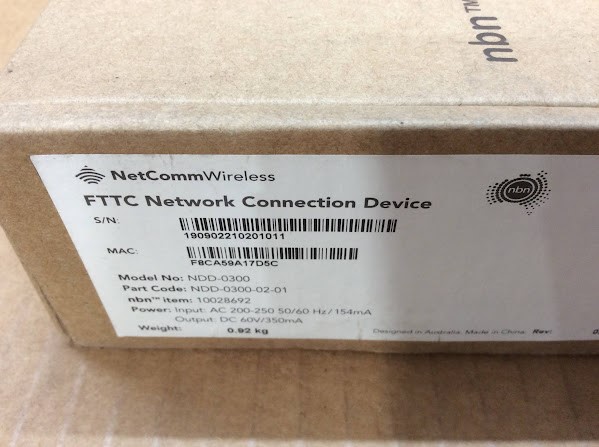 nbn™
NetCommWireless
FTTC Network Connection Device
nbn
S/N:
190902210201011
MAC:
F8CA59A17D5C
Model No: NDD-0300
Part Code: NDD-0300-02-01
nbn™ item: 10028692
Power: Input: AC 200-250 50/60 Hz/154mA
Output: DC 60V/350mA
Weight: 0.92 kg
Designed in Australia. Made in China. Rev: